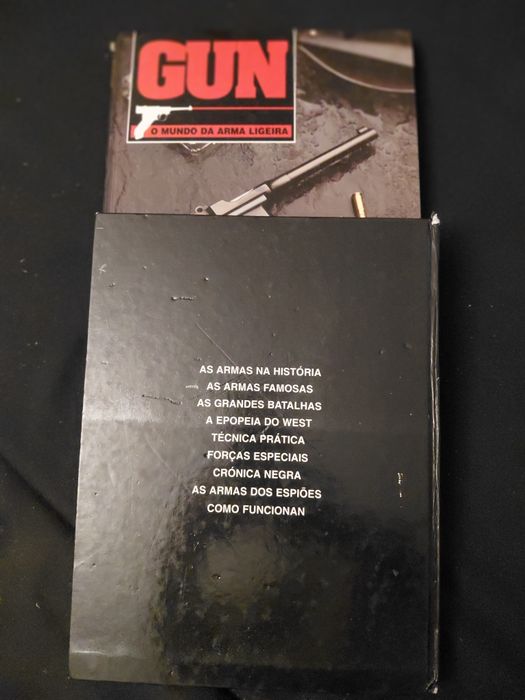 GUN
O MUNDO DA ARMA LIGEIRA
AS ARMAS NA HISTÓRIA
AS ARMAS FAMOSAS
AS GRANDES BATALHAS
A EPOPEIA DO WEST
TÉCNICA PRÁTICA
FORÇAS ESPECIAIS
CRÓNICA NEGRA
AS ARMAS DOS ESPIÕES
COMO FUNCIONAN